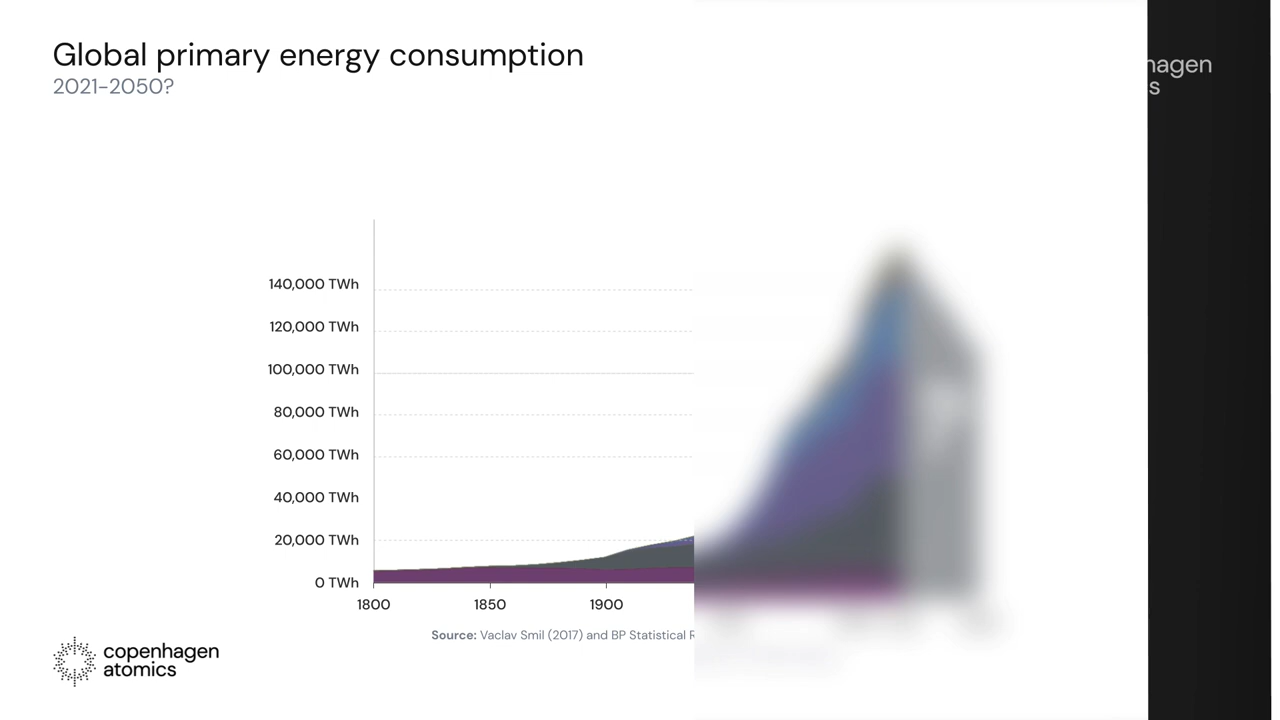 Global primary energy consumption
2021-2050?
hagen
s
140,000 TWh
120,000 TWh
100,000 TWh
80,000 TWh
60,000 TWh
40,000 TWh
20,000 TWh
0 TWh
1800 1850 1900
Source: Vaclav Smil (2017) and BP Statistical
copenhagen
atomics